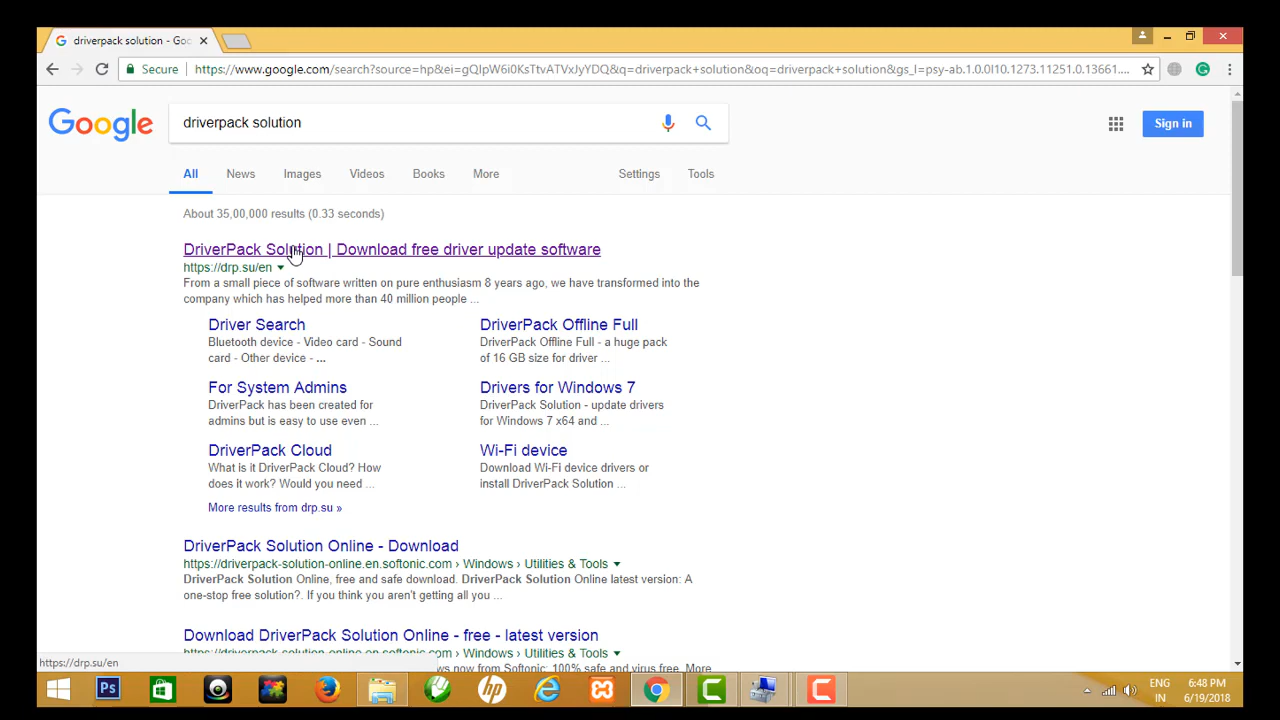 driverpack solution - Goo
Secure
https://www.google.com/search?source=hp&ei=gQIpW6i0KsTtvATVxJyYDQ&q=driverpack+solution&oq=driverpack+solution&gs_l=psy-ab.1.0.0l10.1273.11251.0.13661....
Google
driverpack solution
Sign in
All News Images Videos Books More Settings Tools
About 35,00,000 results (0.33 seconds)
DriverPack Solution | Download free driver update software
https://drp.su/en
From a small piece of software written on pure enthusiasm 8 years ago, we have transformed into the
company which has helped more than 40 million people ...
Driver Search
Bluetooth device - Video card - Sound
card - Other device - ...
DriverPack Offline Full
DriverPack Offline Full - a huge pack
of 16 GB size for driver ...
For System Admins
DriverPack has been created for
admins but is easy to use even ...
Drivers for Windows 7
DriverPack Solution - update drivers
for Windows 7 x64 and ...
DriverPack Cloud
What is it DriverPack Cloud? How
does it work? Would you need ...
Wi-Fi device
Download Wi-Fi device drivers or
install DriverPack Solution ...
More results from drp.su »
DriverPack Solution Online - Download
https://driverpack-solution-online.en.softonic.com › Windows › Utilities & Tools
DriverPack Solution Online, free and safe download. DriverPack Solution Online latest version: A
one-stop free solution?. If you think you aren't getting all you ...
Download DriverPack Solution Online - free - latest version
https://driverpack-solution-online.en.softonic.com › Windows › Utilities & Tools
ws now from Softonic: 100% safe and virus free. More
https://drp.su/en
Ps
hp
C
C
ENG
IN
6:48 PM
6/19/2018